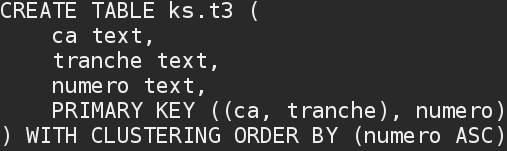 CREATE TABLE ks.t3 (
    ca text,
    tranche text,
    numero text,
    PRIMARY KEY ((ca, tranche), numero)
) WITH CLUSTERING ORDER BY (numero ASC)